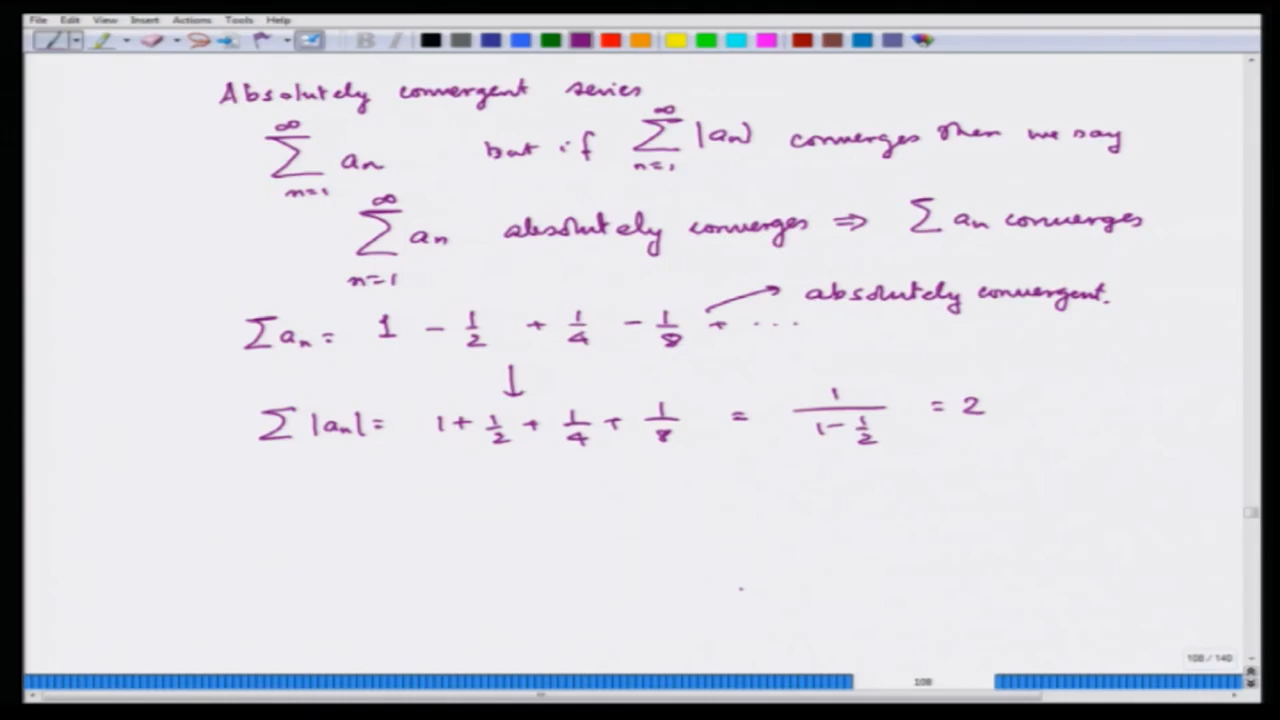 File Edit View Insert Actions Tools Help
Absolutely convergent series
∞∑n=1 an but if ∞∑n=1 |an| converges then we say
∞∑n=1 an absolutely converges ⇒ ∑ an converges
absolutely convergent.
∑an = 1 - 1/2 + 1/4 - 1/8 + ...
∑|an| = 1 + 1/2 + 1/4 + 1/8 = 1/(1 - 1/2) = 2
108 / 140
108